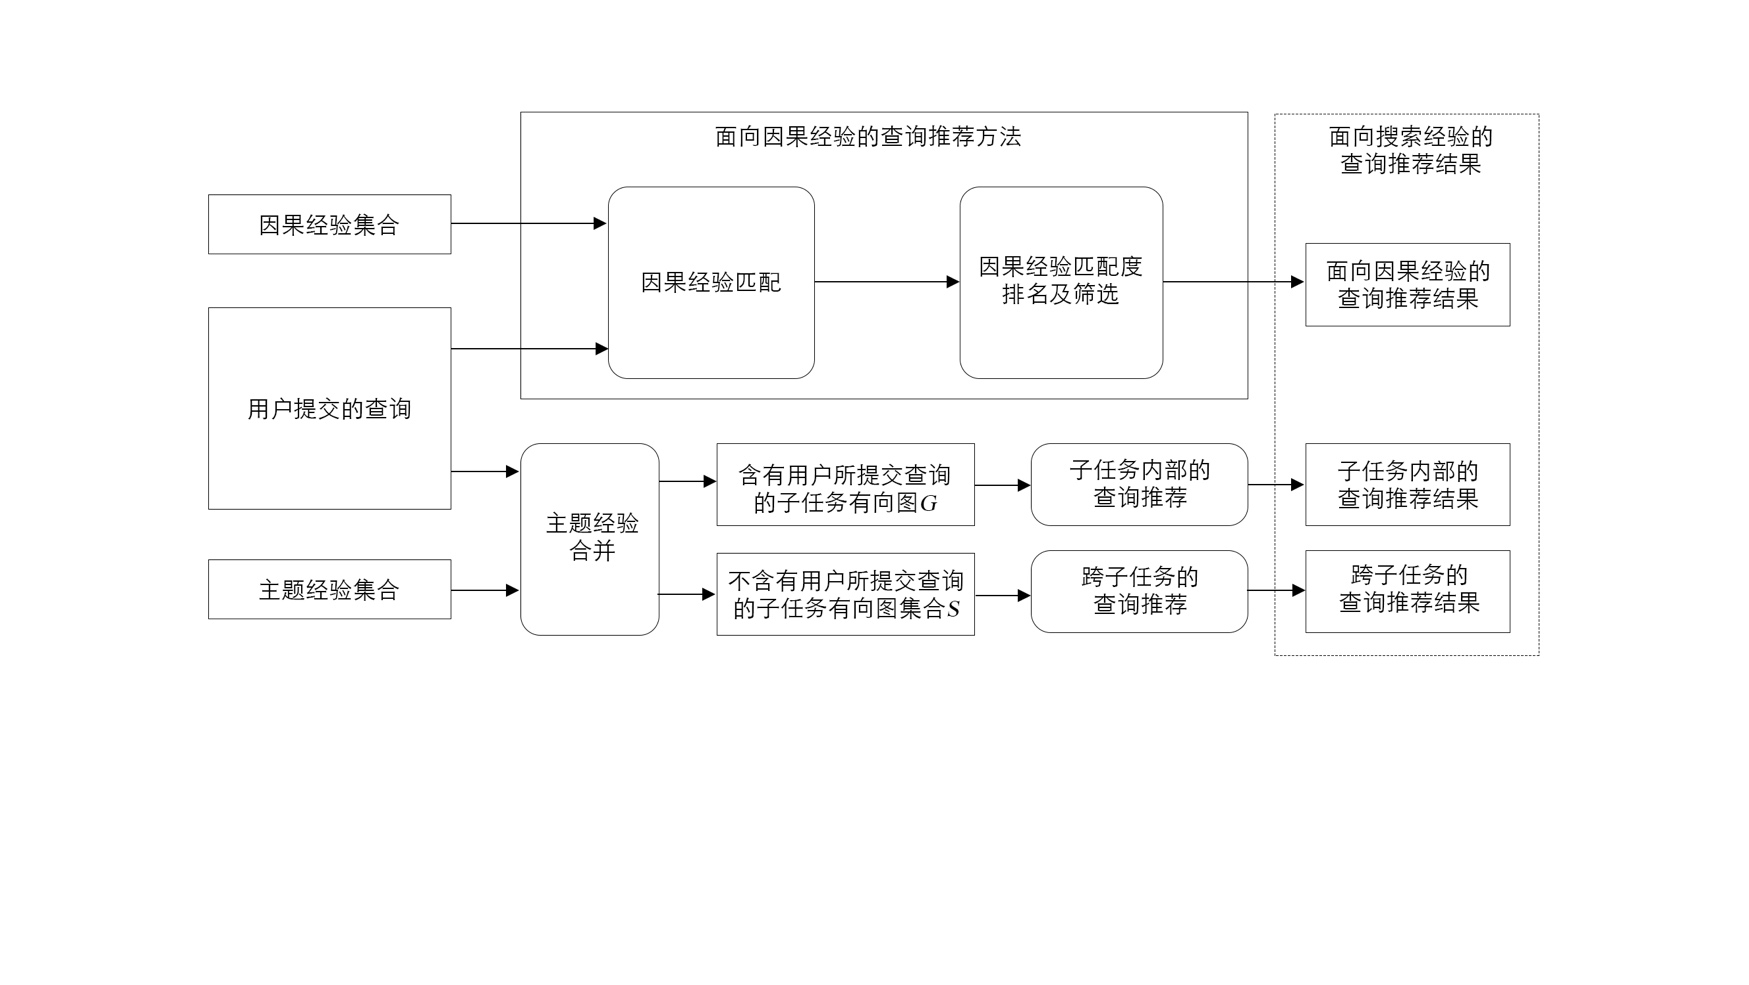 面向因果经验的查询推荐方法
面向搜索经验的
查询推荐结果
因果经验集合
因果经验匹配
因果经验匹配度
排名及筛选
面向因果经验的
查询推荐结果
用户提交的查询
主题经验
合并
含有用户所提交查询
的子任务有向图G
子任务内部的
查询推荐
子任务内部的
查询推荐结果
主题经验集合
不含有用户所提交查询
的子任务有向图集合S
跨子任务的
查询推荐
跨子任务的
查询推荐结果